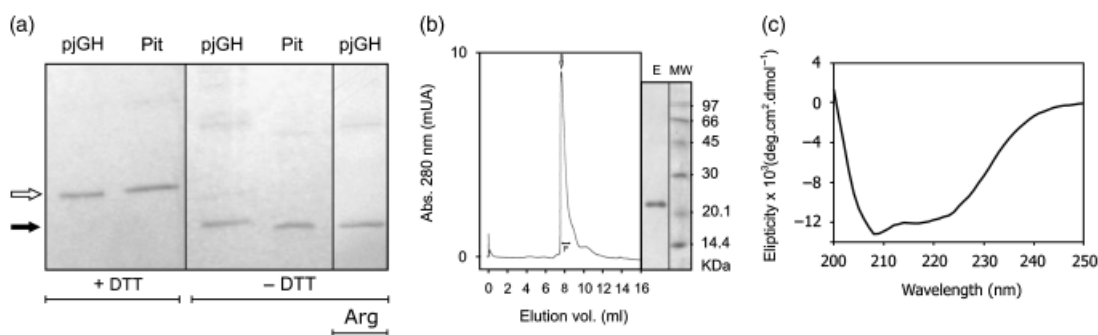 (a)
pjGH Pit pjGH Pit pjGH
+ DTT – DTT
Arg
(b)
Abs. 280 nm (mUA)
10
0
0 2 4 6 8 10 12 14 16
Elution vol. (ml)
E MW
97
66
45
30
20.1
14.4
KDa
(c)
Elipticity x 10³(deg.cm².dmol⁻¹)
4
0
−4
−8
−12
200 210 220 230 240 250
Wavelength (nm)